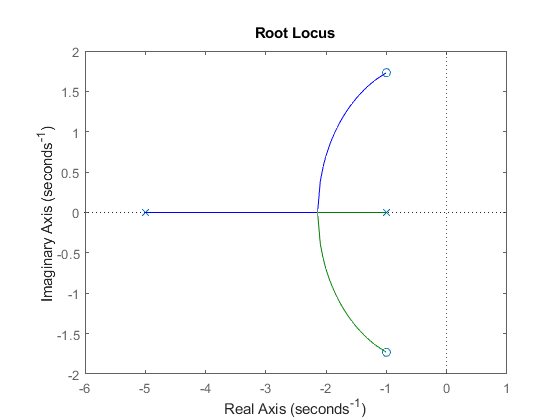 Root Locus
2
1.5
1
0.5
0
-0.5
-1
-1.5
-2
Imaginary Axis (seconds⁻¹)
-6 -5 -4 -3 -2 -1 0 1
Real Axis (seconds⁻¹)